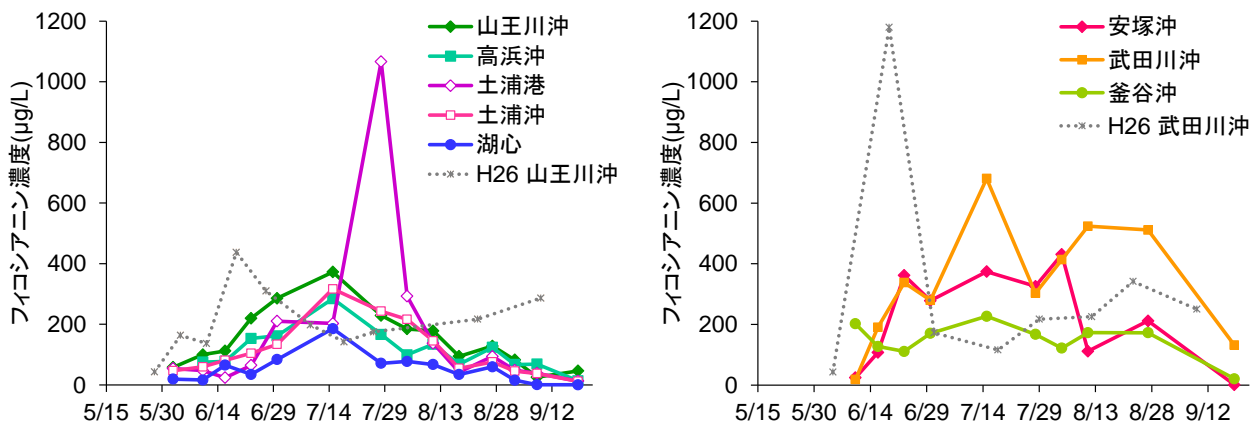 フィコシアニン濃度(µg/L)
1200
1000
800
600
400
200
0
5/15 5/30 6/14 6/29 7/14 7/29 8/13 8/28 9/12
山王川沖
高浜沖
土浦港
土浦沖
湖心
H26 山王川沖
フィコシアニン濃度(µg/L)
1200
1000
800
600
400
200
0
5/15 5/30 6/14 6/29 7/14 7/29 8/13 8/28 9/12
安塚沖
武田川沖
釜谷沖
H26 武田川沖